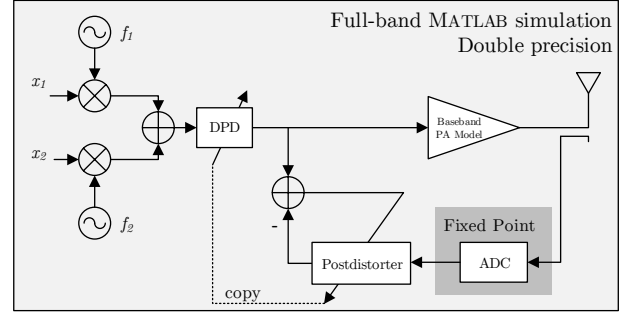 Full-band MATLAB simulation
Double precision
f1
x1
DPD
Baseband
PA Model
x2
f2
-
Fixed Point
Postdistorter
ADC
copy